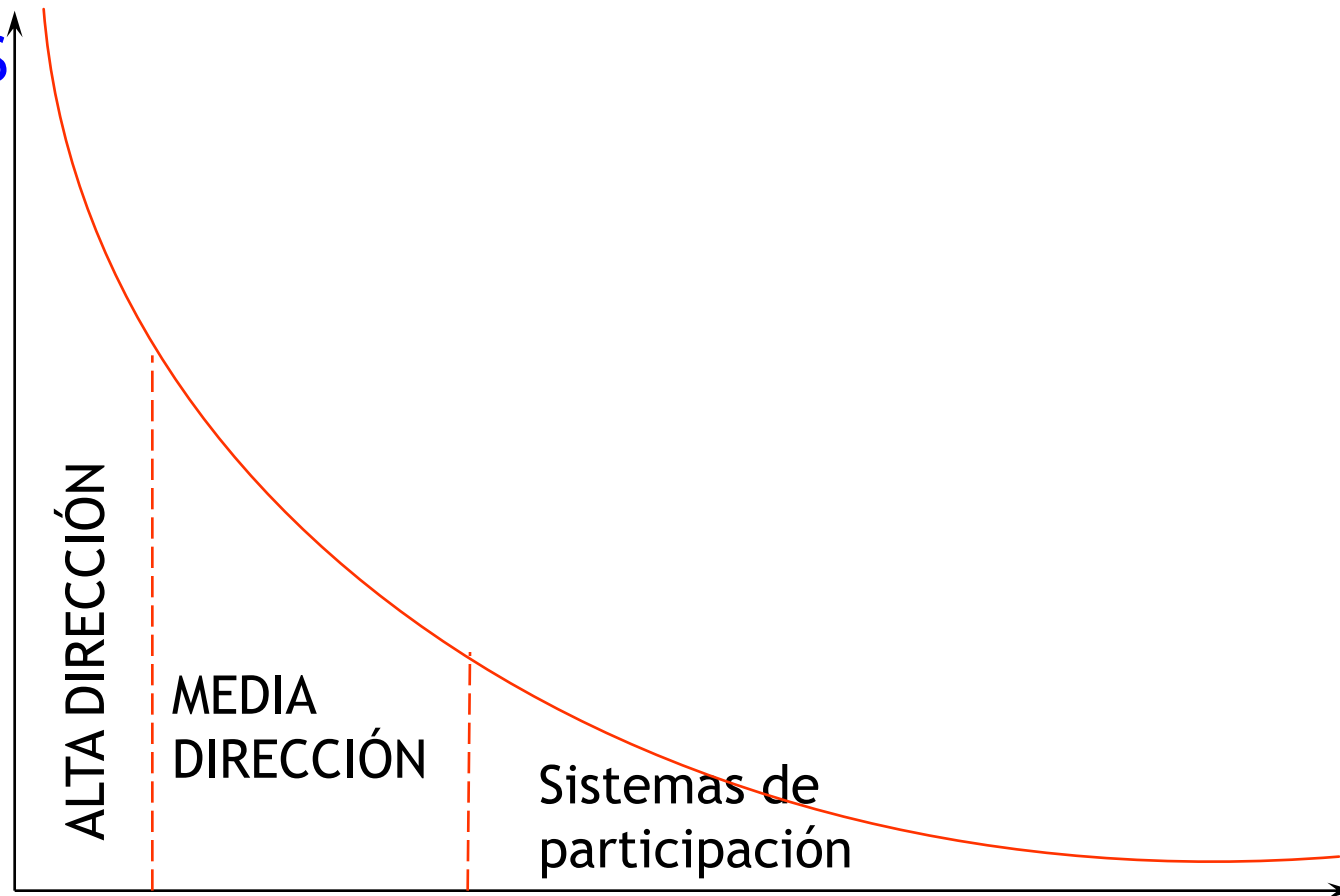 S
ALTA DIRECCIÓN
MEDIA
DIRECCIÓN
Sistemas de
participación